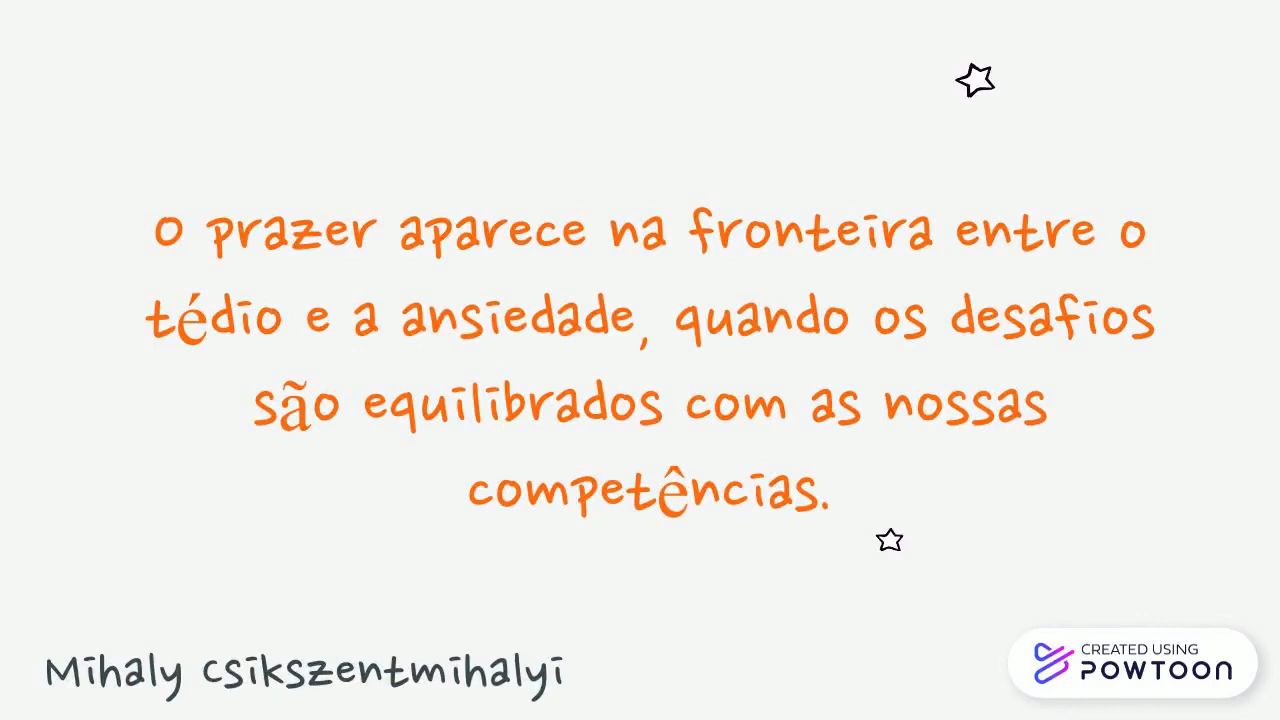 O prazer aparece na fronteira entre o
tédio e a ansiedade, quando os desafios
são equilibrados com as nossas
competências.
Mihaly Csikszentmihalyi
CREATED USING
POWTOON